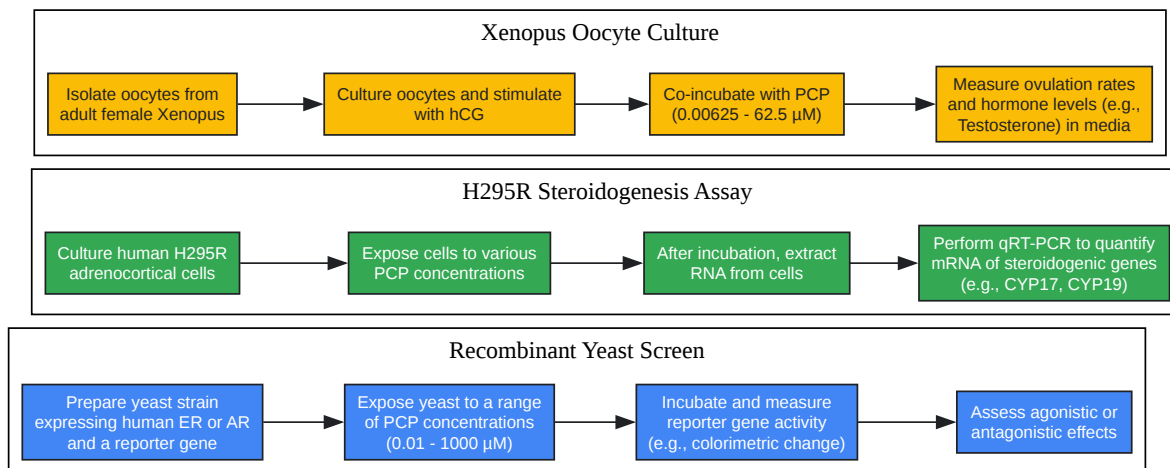 Xenopus Oocyte Culture
Isolate oocytes from
adult female Xenopus
Culture oocytes and stimulate
with hCG
Co-incubate with PCP
(0.00625 - 62.5 µM)
Measure ovulation rates
and hormone levels (e.g.,
Testosterone) in media
H295R Steroidogenesis Assay
Culture human H295R
adrenocortical cells
Expose cells to various
PCP concentrations
After incubation, extract
RNA from cells
Perform qRT-PCR to quantify
mRNA of steroidogenic genes
(e.g., CYP17, CYP19)
Recombinant Yeast Screen
Prepare yeast strain
expressing human ER or AR
and a reporter gene
Expose yeast to a range
of PCP concentrations
(0.01 - 1000 µM)
Incubate and measure
reporter gene activity
(e.g., colorimetric change)
Assess agonistic or
antagonistic effects